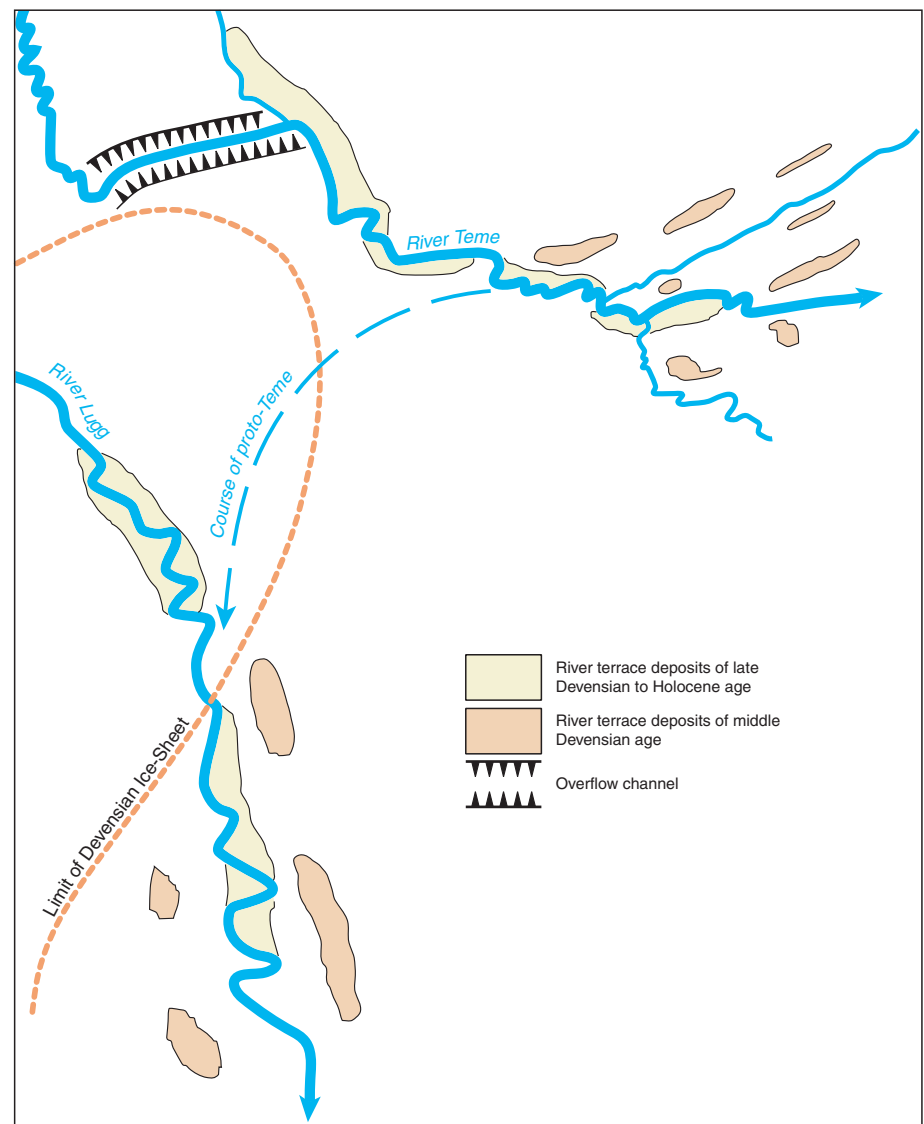 River Teme
River Lugg
Course of proto-Teme
Limit of Devensian Ice-Sheet
River terrace deposits of late
Devensian to Holocene age
River terrace deposits of middle
Devensian age
Overflow channel